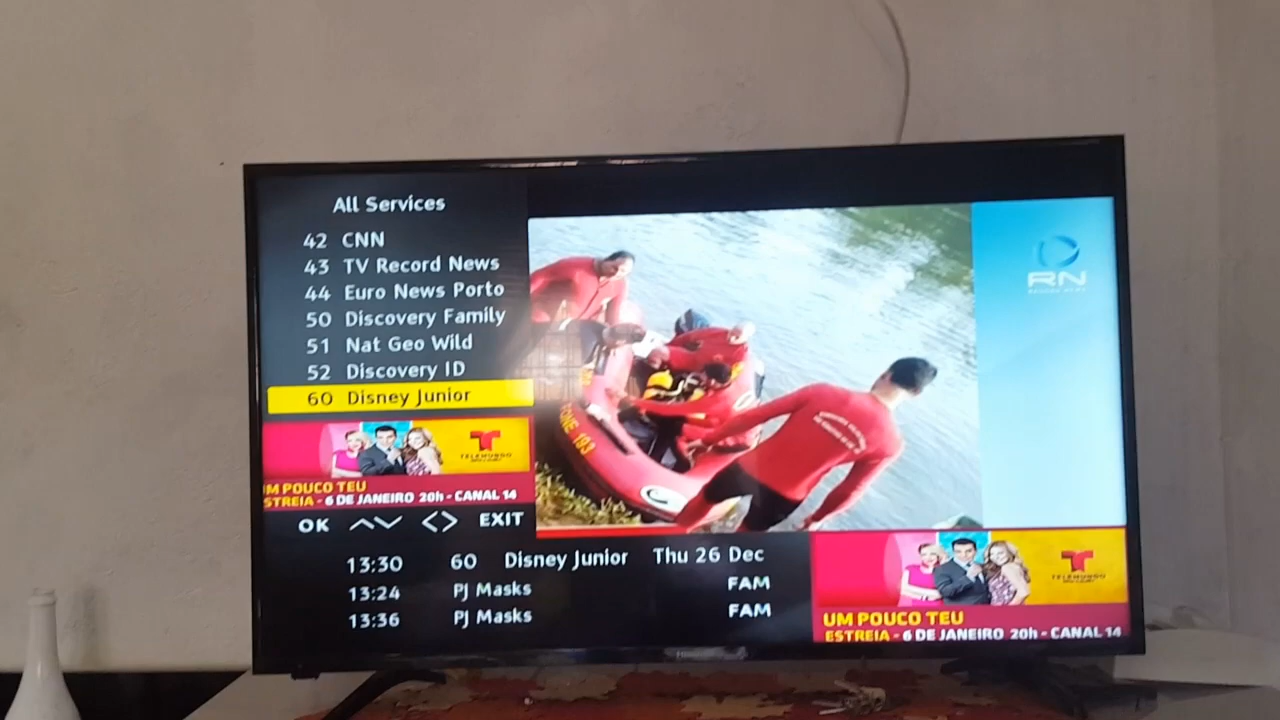 All Services
42 CNN
43 TV Record News
44 Euro News Porto
50 Discovery Family
51 Nat Geo Wild
52 Discovery ID
60 Disney Junior
TELEMUNDO
M POUCO TEU
STREIA - 6 DE JANEIRO 20h - CANAL 14
OK EXIT
RN
ONE 193
13:30 60 Disney Junior Thu 26 Dec
13:24 PJ Masks FAM
13:36 PJ Masks FAM
TELEMUNDO
UM POUCO TEU
ESTREIA - 6 DE JANEIRO 20h - CANAL 14